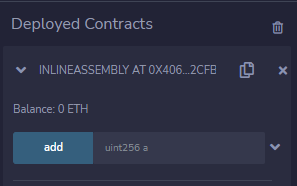 Deployed Contracts
INLINEASSEMBLY AT 0X406...2CFB
Balance: 0 ETH
add uint256 a